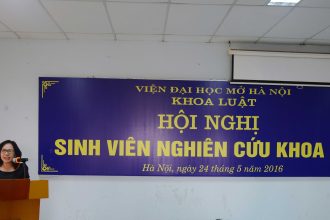 VIỆN ĐẠI HỌC MỞ HÀ NỘI
KHOA LUẬT
HỘI NGHỊ
SINH VIÊN NGHIÊN CỨU KHOA
Hà Nội, ngày 24 tháng 5 năm 2016